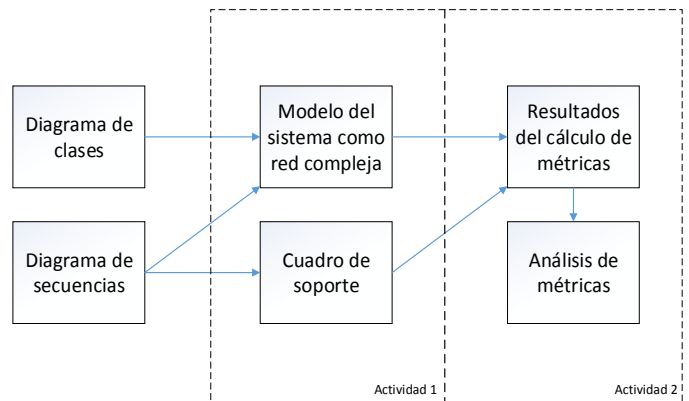 Diagrama de
clases
Modelo del
sistema como
red compleja
Resultados
del cálculo de
métricas
Diagrama de
secuencias
Cuadro de
soporte
Análisis de
métricas
Actividad 1
Actividad 2